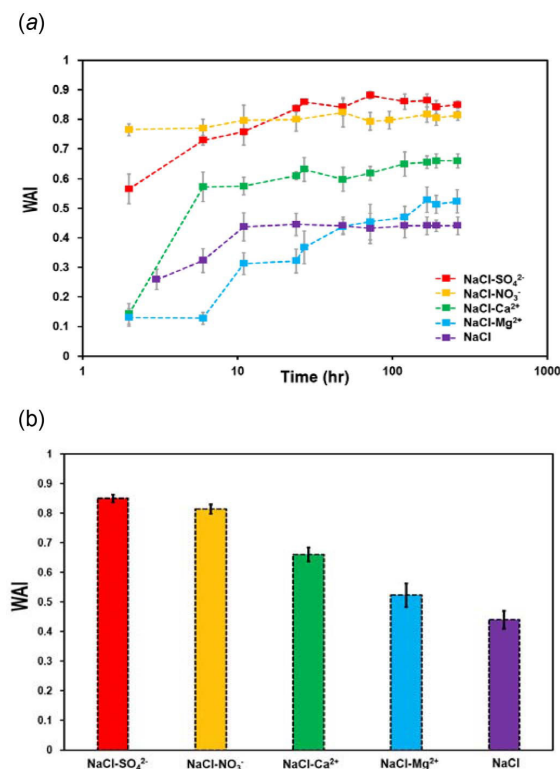 (a)
1
0.9
0.8
0.7
0.6
0.5
0.4
0.3
0.2
0.1
0
WAI
NaCl-SO₄²⁻
NaCl-NO₃⁻
NaCl-Ca²⁺
NaCl-Mg²⁺
NaCl
1 10 100 1000
Time (hr)
(b)
1
0.9
0.8
0.7
0.6
0.5
0.4
0.3
0.2
0.1
0
WAI
NaCl-SO₄²⁻ NaCl-NO₃⁻ NaCl-Ca²⁺ NaCl-Mg²⁺ NaCl